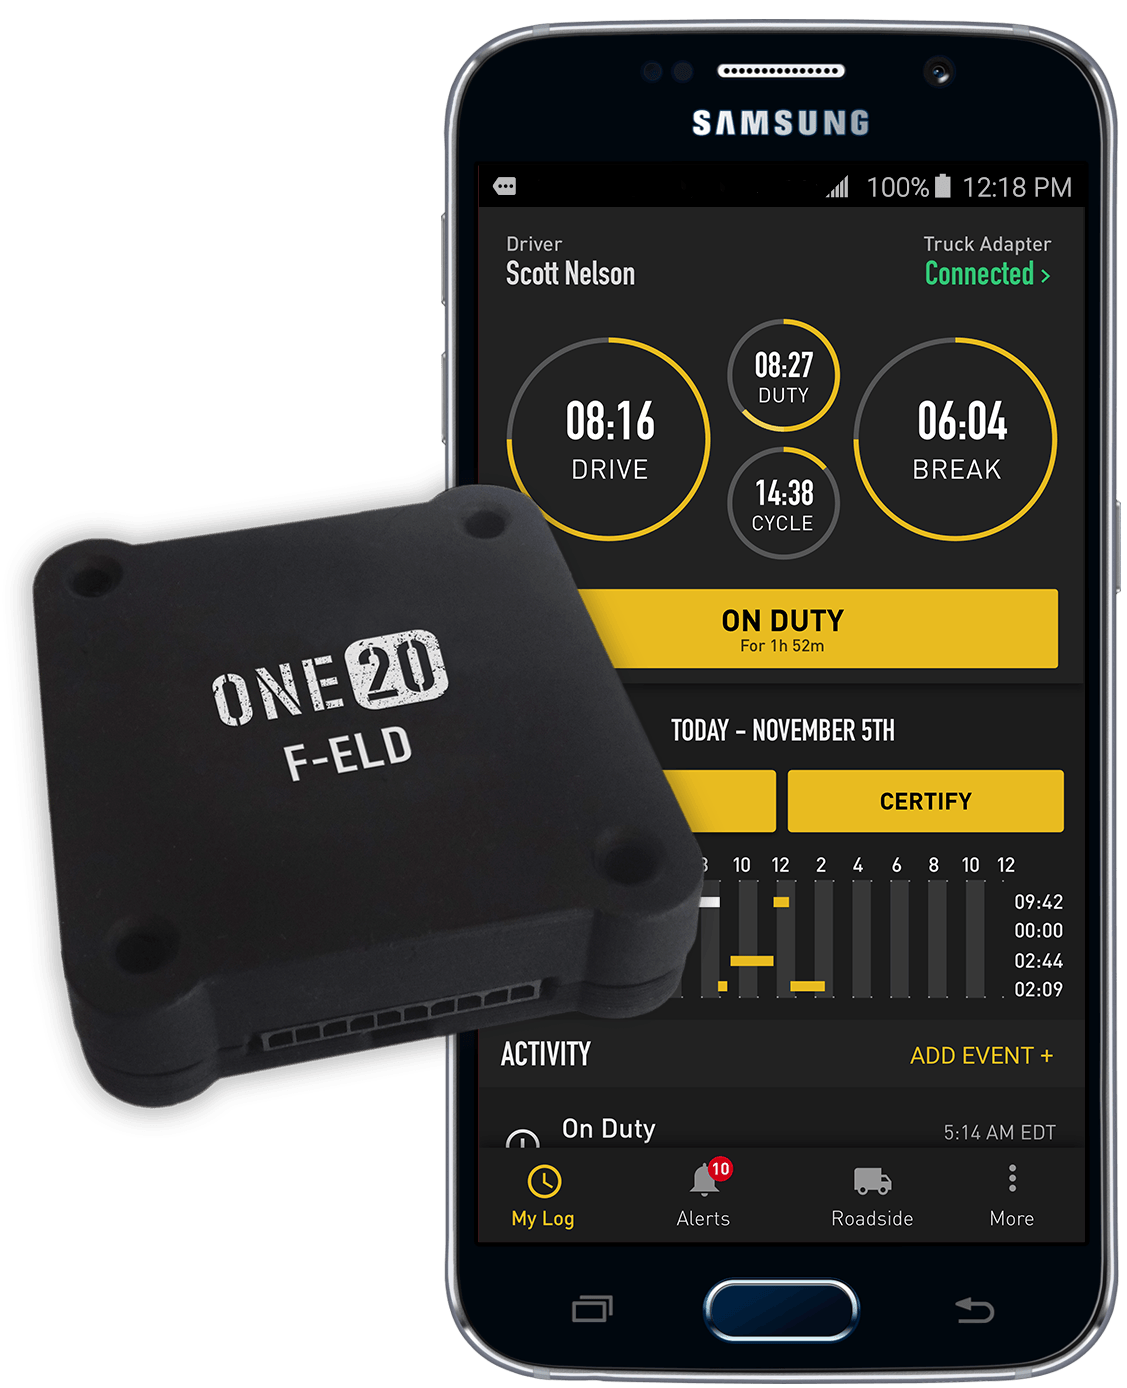 SAMSUNG
100% 12:18 PM
Driver
Truck Adapter
Scott Nelson
Connected >
08:16
DRIVE
08:27
DUTY
14:38
CYCLE
06:04
BREAK
ON DUTY
For 1h 52m
TODAY - NOVEMBER 5TH
CERTIFY
10 12 2 4 6 8 10 12
09:42
00:00
02:44
02:09
ACTIVITY
ADD EVENT +
On Duty
5:14 AM EDT
10
My Log
Alerts
Roadside
More
ONE20
F-ELD